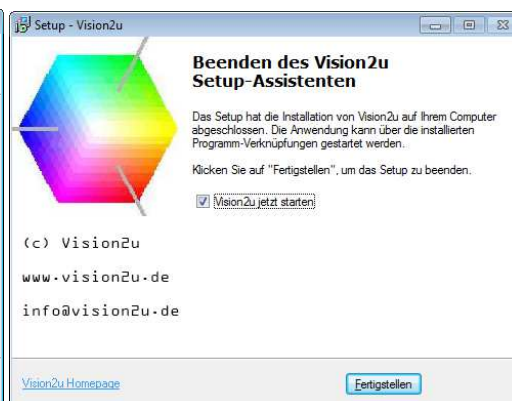 Setup - Vision2u
Beenden des Vision2u
Setup-Assistenten
Das Setup hat die Installation von Vision2u auf Ihrem Computer
abgeschlossen. Die Anwendung kann über die installierten
Programm-Verknüpfungen gestartet werden.
Klicken Sie auf "Fertigstellen", um das Setup zu beenden.
Vision2u jetzt starten
(c) Vision2u
www.vision2u.de
info@vision2u.de
Vision2u Homepage
Fertigstellen